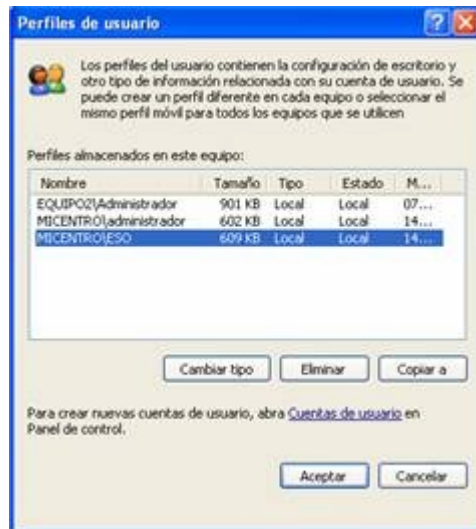 Perfiles de usuario
Los perfiles del usuario contienen la configuración de escritorio y
otro tipo de información relacionada con su cuenta de usuario. Se
puede crear un perfil diferente en cada equipo o seleccionar el
mismo perfil móvil para todos los equipos que se utilicen
Perfiles almacenados en este equipo:
Nombre Tamaño Tipo Estado M...
EQUIPO2\Administrador 901 KB Local Local 07...
MICENTRO\administrador 602 KB Local Local 14...
MICENTRO\ESO 609 KB Local Local 14...
Cambiar tipo Eliminar Copiar a
Para crear nuevas cuentas de usuario, abra Cuentas de usuario en
Panel de control.
Aceptar Cancelar